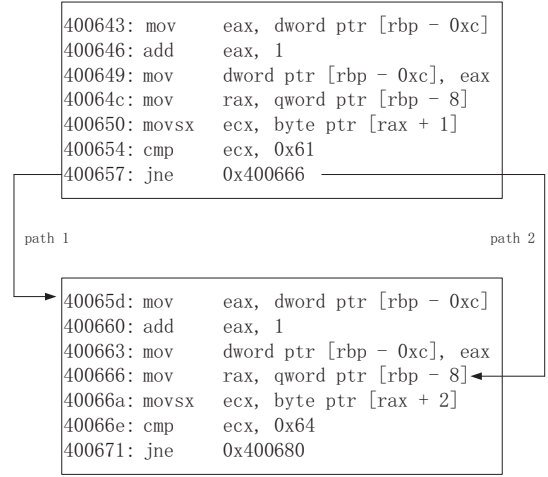 400643: mov eax, dword ptr [rbp - 0xc]
400646: add eax, 1
400649: mov dword ptr [rbp - 0xc], eax
40064c: mov rax, qword ptr [rbp - 8]
400650: movsx ecx, byte ptr [rax + 1]
400654: cmp ecx, 0x61
400657: jne 0x400666
path 1
path 2
40065d: mov eax, dword ptr [rbp - 0xc]
400660: add eax, 1
400663: mov dword ptr [rbp - 0xc], eax
400666: mov rax, qword ptr [rbp - 8]
40066a: movsx ecx, byte ptr [rax + 2]
40066e: cmp ecx, 0x64
400671: jne 0x400680